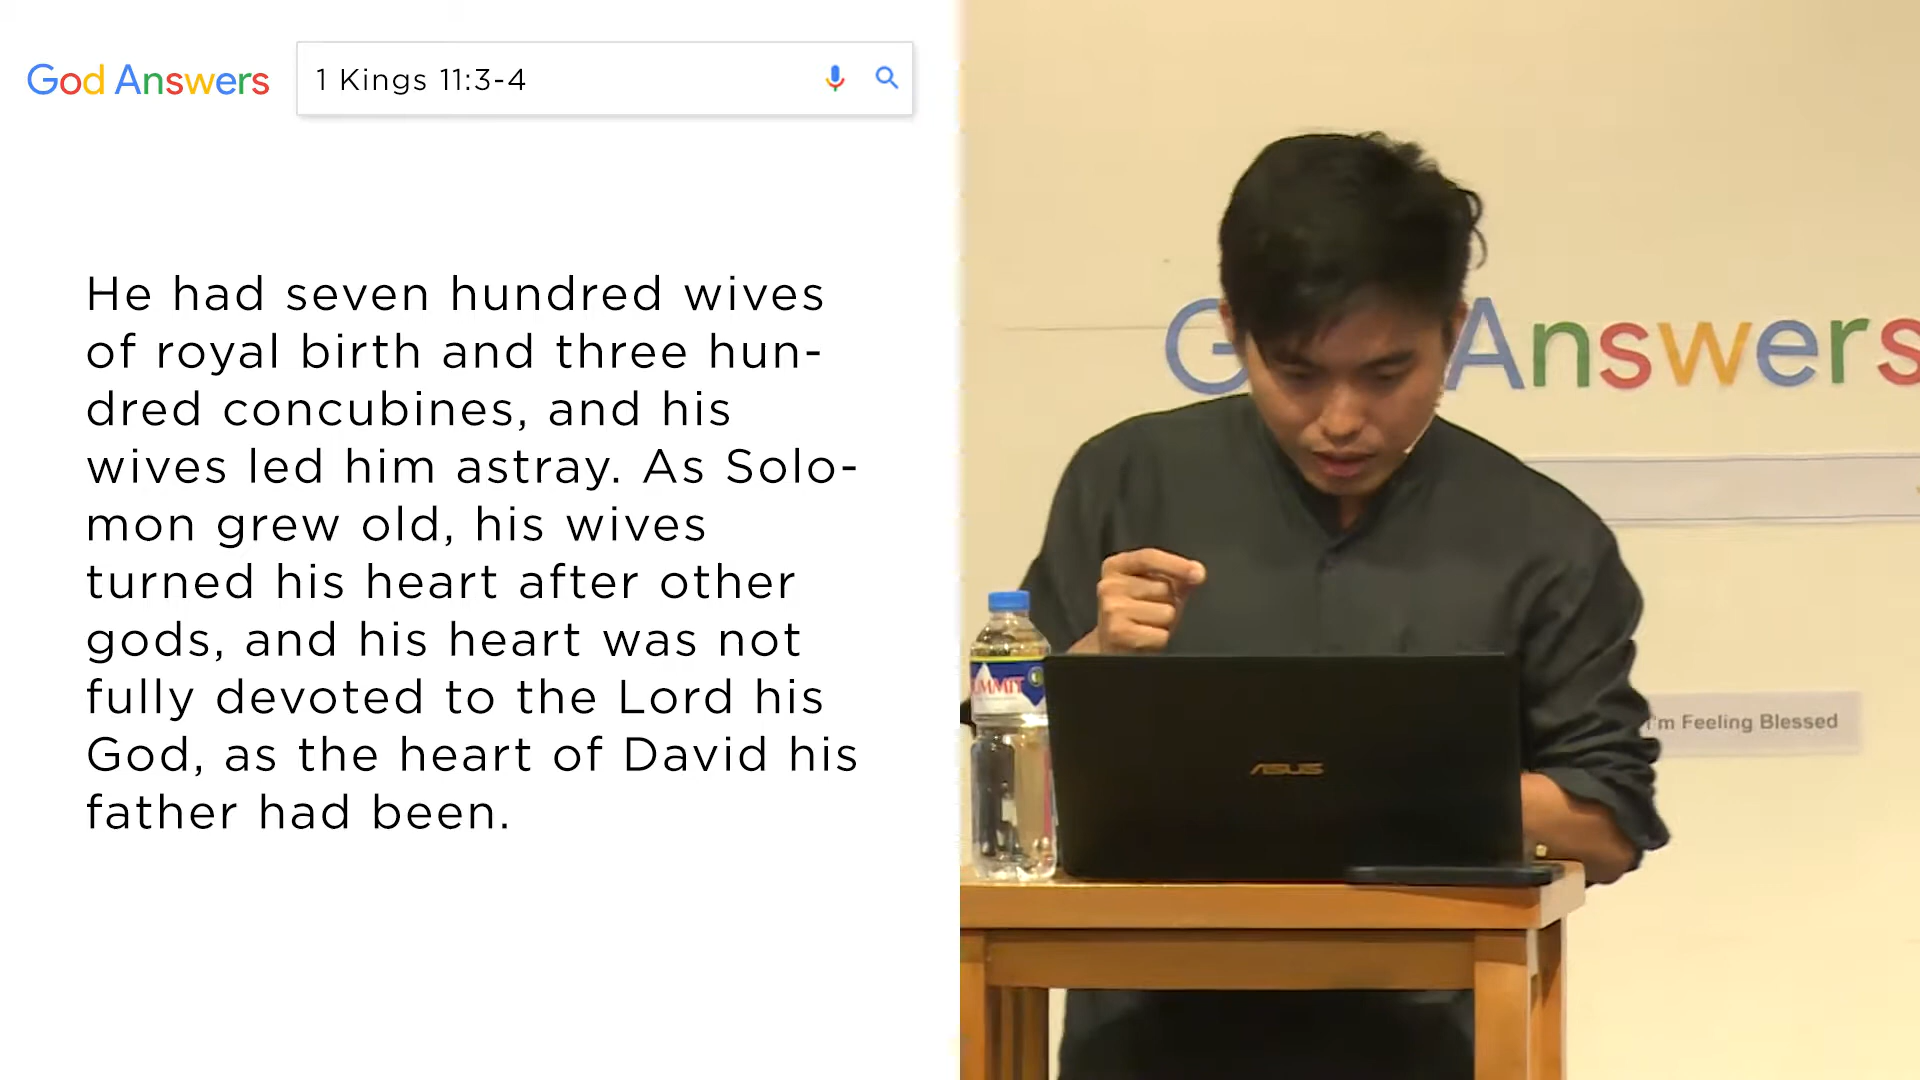 God Answers
1 Kings 11:3-4
He had seven hundred wives
of royal birth and three hun-
dred concubines, and his
wives led him astray. As Solo-
mon grew old, his wives
turned his heart after other
gods, and his heart was not
fully devoted to the Lord his
God, as the heart of David his
father had been.
G Answers
I'm Feeling Blessed
UMMIT
ASUS